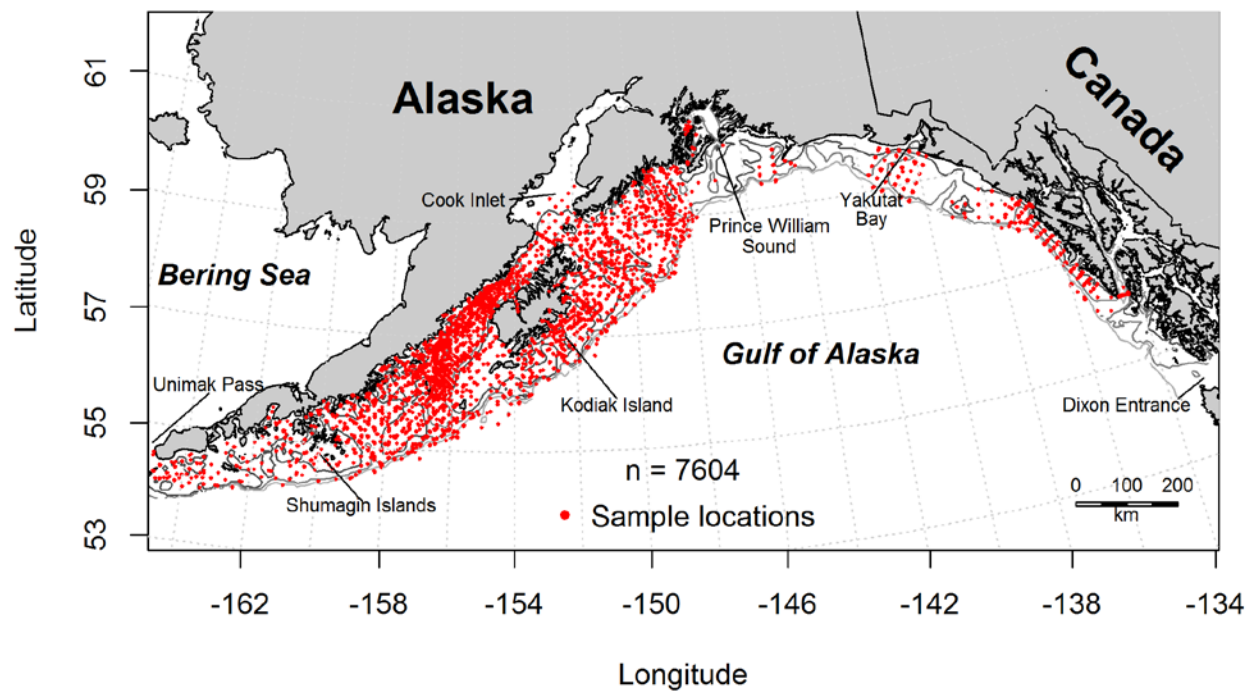 Alaska
Canada
Cook Inlet
Prince William
Sound
Yakutat
Bay
Bering Sea
Gulf of Alaska
Unimak Pass
Kodiak Island
Dixon Entrance
Shumagin Islands
n = 7604
Sample locations
0 100 200
km
61
59
57
55
53
Latitude
-162 -158 -154 -150 -146 -142 -138 -134
Longitude